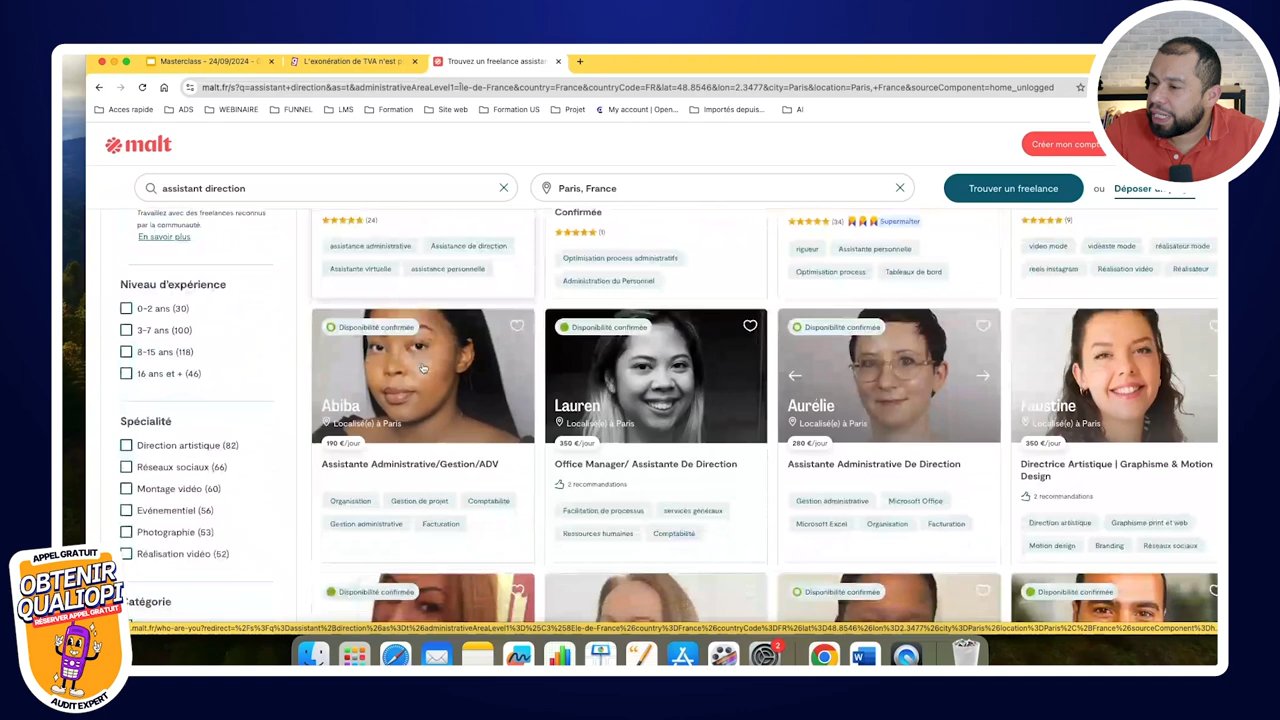 Masterclass - 24/09/2024 -
L'exonération de TVA n'est p
Trouvez un freelance assistan
malt.fr/s?q=assistant+direction&as=t&administrativeAreaLevel1=Île-de-France&country=France&countryCode=FR&lat=48.8546&lon=2.3477&city=Paris&location=Paris,+France&sourceComponent=home_unlogged
Acces rapide
ADS
WEBINAIRE
FUNNEL
LMS
Formation
Site web
Formation US
Projet
My account | Open...
Importés depuis...
AI
malt
Créer mon compt
assistant direction
Paris, France
Trouver un freelance
ou
Déposer un
Travaillez avec des freelances reconnus
par la communauté.
En savoir plus
Niveau d'expérience
0-2 ans (30)
3-7 ans (100)
8-15 ans (118)
16 ans et + (46)
Spécialité
Direction artistique (82)
Réseaux sociaux (66)
Montage vidéo (60)
Evénementiel (56)
Photographie (53)
Réalisation vidéo (52)
Catégorie
(24)
assistance administrative
Assistante de direction
Assistante virtuelle
assistance personnelle
Confirmée
(1)
Optimisation process administratifs
Administration du Personnel
(34)
Supermalter
rigueur
Assistante personnelle
Optimisation process
Tableaux de bord
(9)
video mode
vidéaste mode
réalisateur mode
reels instagram
Réalisation vidéo
Réalisateur
Disponibilité confirmée
Abiba
Localisé(e) à Paris
190 €/jour
Assistante Administrative/Gestion/ADV
Organisation
Gestion de projet
Comptabilité
Gestion administrative
Facturation
Disponibilité confirmée
Lauren
Localisé(e) à Paris
350 €/jour
Office Manager/ Assistante De Direction
2 recommandations
Facilitation de processus
services généraux
Ressources humaines
Comptabilité
Disponibilité confirmée
Aurélie
Localisé(e) à Paris
280 €/jour
Assistante Administrative De Direction
Gestion administrative
Microsoft Office
Microsoft Excel
Organisation
Facturation
Faustine
Localisé(e) à Paris
350 €/jour
Directrice Artistique | Graphisme & Motion
Design
2 recommandations
Direction artistique
Graphisme print et web
Motion design
Branding
Réseaux sociaux
Disponibilité confirmée
Disponibilité confirmée
Disponibilité confirmée
2
APPEL GRATUIT
OBTENIR
QUALIOPI
RÉSERVER APPEL GRATUIT
AUDIT EXPERT